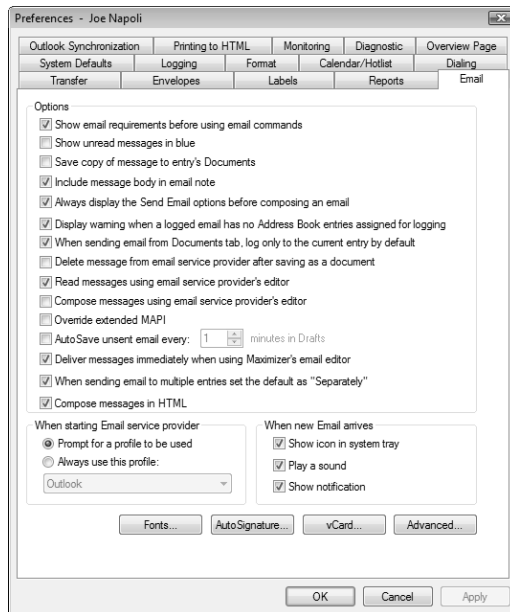 Preferences - Joe Napoli
Outlook Synchronization Printing to HTML Monitoring Diagnostic Overview Page
System Defaults Logging Format Calendar/Hotlist Dialing
Transfer Envelopes Labels Reports Email
Options
Show email requirements before using email commands
Show unread messages in blue
Save copy of message to entry's Documents
Include message body in email note
Always display the Send Email options before composing an email
Display warning when a logged email has no Address Book entries assigned for logging
When sending email from Documents tab, log only to the current entry by default
Delete message from email service provider after saving as a document
Read messages using email service provider's editor
Compose messages using email service provider's editor
Override extended MAPI
AutoSave unsent email every: 1 minutes in Drafts
Deliver messages immediately when using Maximizer's email editor
When sending email to multiple entries set the default as "Separately"
Compose messages in HTML
When starting Email service provider
Prompt for a profile to be used
Always use this profile:
Outlook
When new Email arrives
Show icon in system tray
Play a sound
Show notification
Fonts... AutoSignature... vCard... Advanced...
OK Cancel Apply